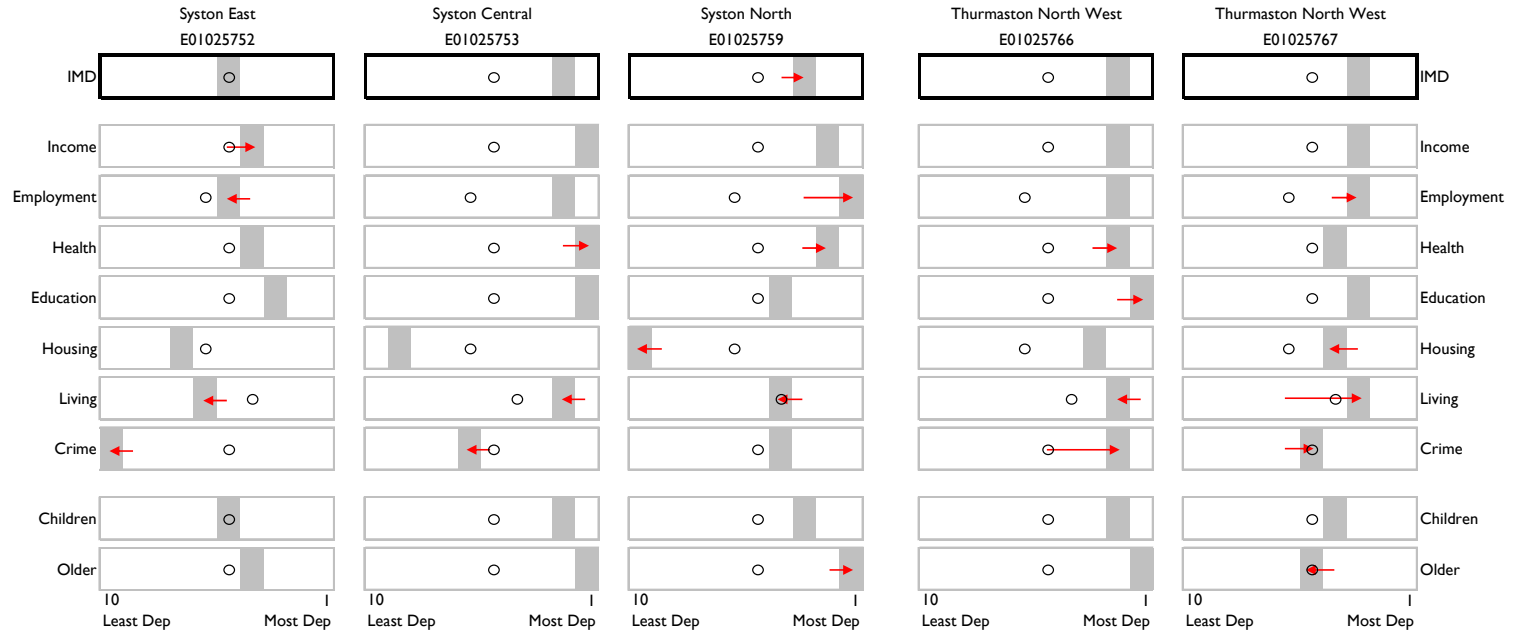 Syston East Syston Central Syston North Thurmaston North West Thurmaston North West
E01025752 E01025753 E01025759 E01025766 E01025767
IMD IMD
Income Income
Employment Employment
Health Health
Education Education
Housing Housing
Living Living
Crime Crime
Children Children
Older Older
10 1 10 1 10 1 10 1 10 1
Least Dep Most Dep Least Dep Most Dep Least Dep Most Dep Least Dep Most Dep Least Dep Most Dep